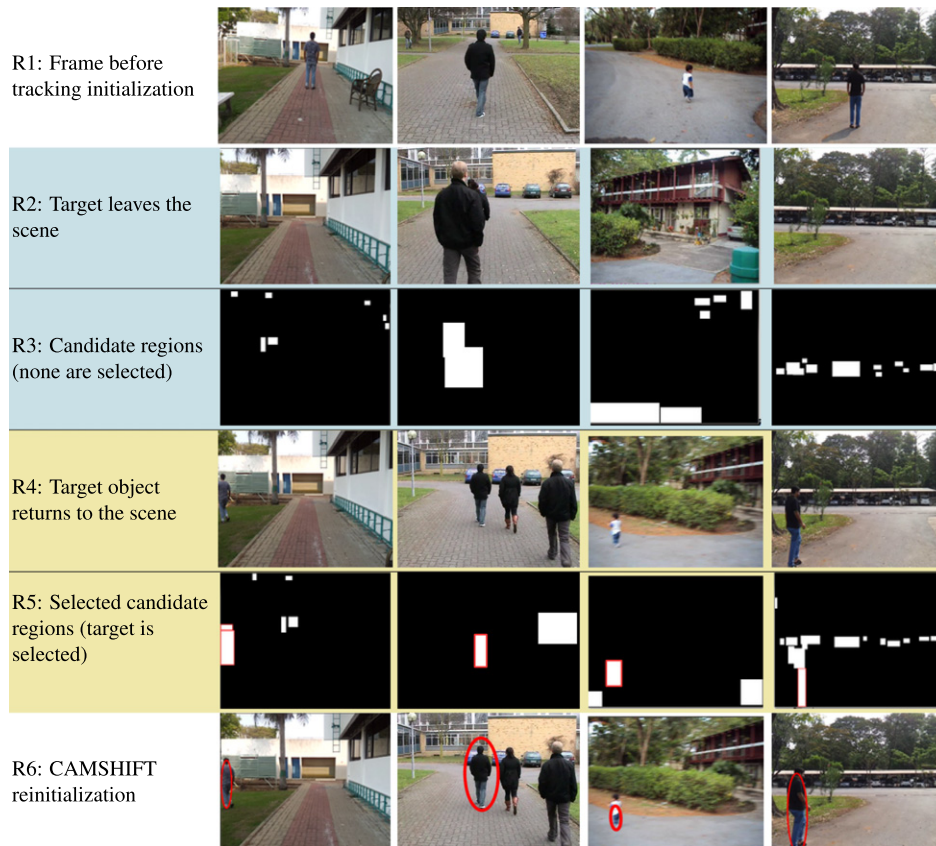 R1: Frame before
tracking initialization
R2: Target leaves the
scene
R3: Candidate regions
(none are selected)
R4: Target object
returns to the scene
R5: Selected candidate
regions (target is
selected)
R6: CAMSHIFT
reinitialization